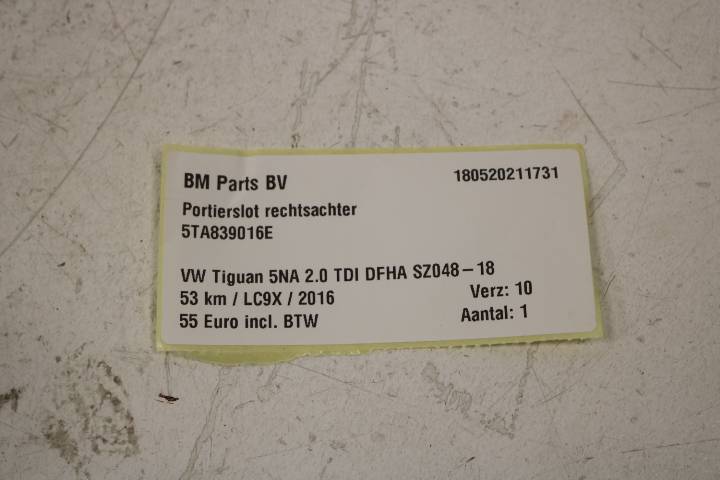 BM Parts BV 180520211731
Portierslot rechtsachter
5TA839016E
VW Tiguan 5NA 2.0 TDI DFHA SZ048-18
53 km / LC9X / 2016 Verz: 10
55 Euro incl. BTW Aantal: 1